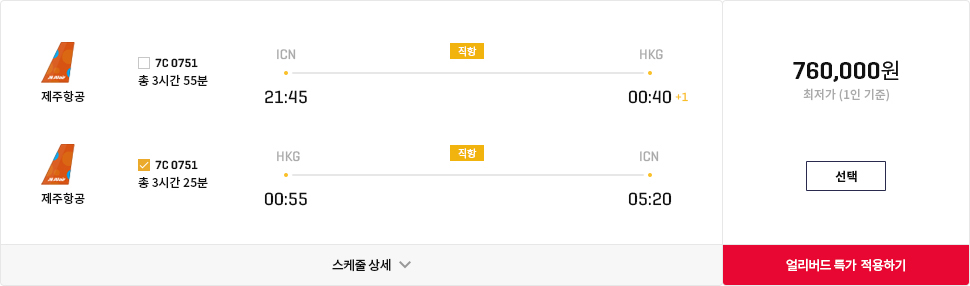 ICN
직항
HKG
7C 0751
총 3시간 55분
21:45
00:40 +1
제주항공
HKG
직항
ICN
7C 0751
총 3시간 25분
00:55
05:20
제주항공
760,000원
최저가 (1인 기준)
선택
스케줄 상세
얼리버드 특가 적용하기